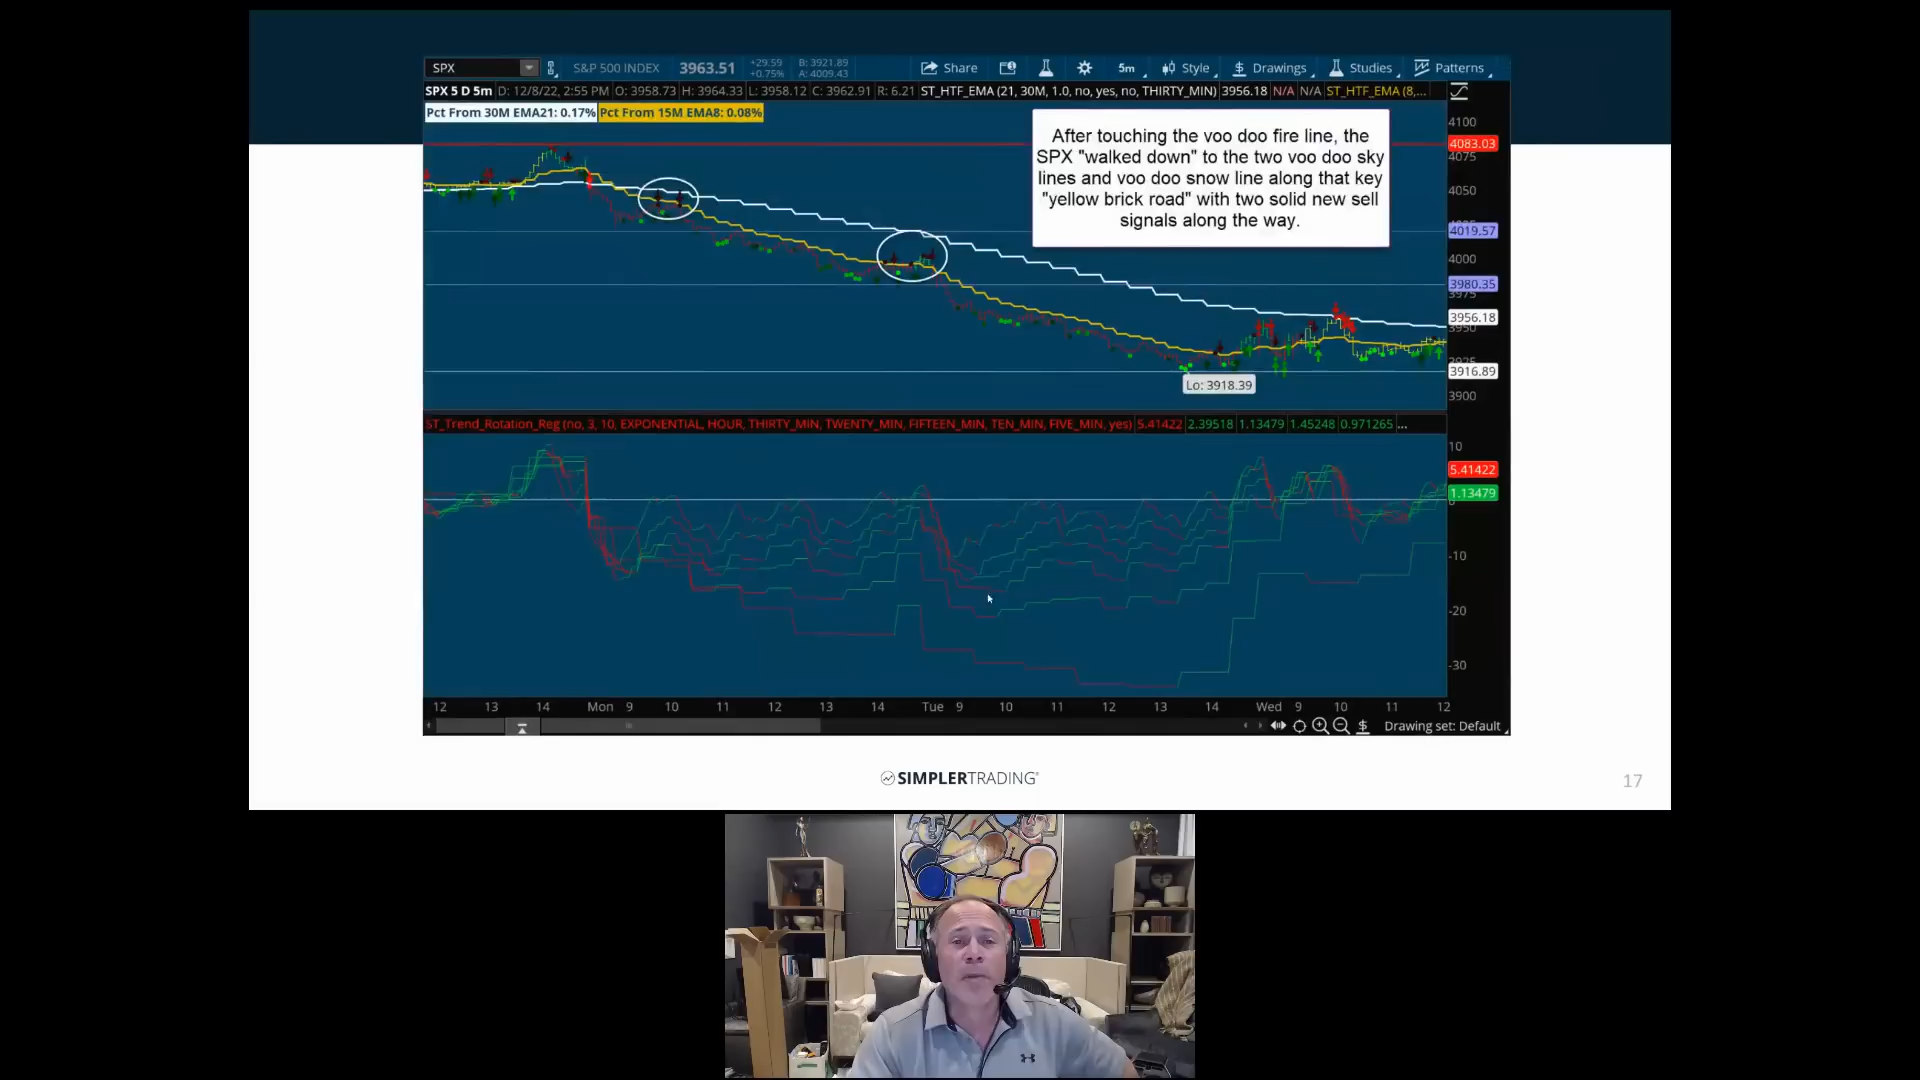 SPX S&P 500 INDEX 3963.51 +29.59 +0.75% B: 3921.89 A: 4009.43 Share 5m Style Drawings Studies Patterns
SPX 5 D 5m D: 12/8/22, 2:55 PM O: 3958.73 H: 3964.33 L: 3958.12 C: 3962.91 R: 6.21 ST_HTF_EMA (21, 30M, 1.0, no, yes, no, THIRTY_MIN) 3956.18 N/A N/A ST_HTF_EMA (8,...
Pct From 30M EMA21: 0.17% Pct From 15M EMA8: 0.08%
After touching the voo doo fire line, the
SPX "walked down" to the two voo doo sky
lines and voo doo snow line along that key
"yellow brick road" with two solid new sell
signals along the way.
4100
4083.03
4075
4050
4019.57
4000
3980.35
3975
3956.18
3950
3925
3916.89
3900
Lo: 3918.39
ST_Trend_Rotation_Reg (no, 3, 10, EXPONENTIAL, HOUR, THIRTY_MIN, TWENTY_MIN, FIFTEEN_MIN, TEN_MIN, FIVE_MIN, yes) 5.41422 2.39518 1.13479 1.45248 0.971265 ...
10
5.41422
1.13479
0
-10
-20
-30
12 13 14 Mon 9 10 11 12 13 14 Tue 9 10 11 12 13 14 Wed 9 10 11 12
Drawing set: Default
SIMPLERTRADING®
17